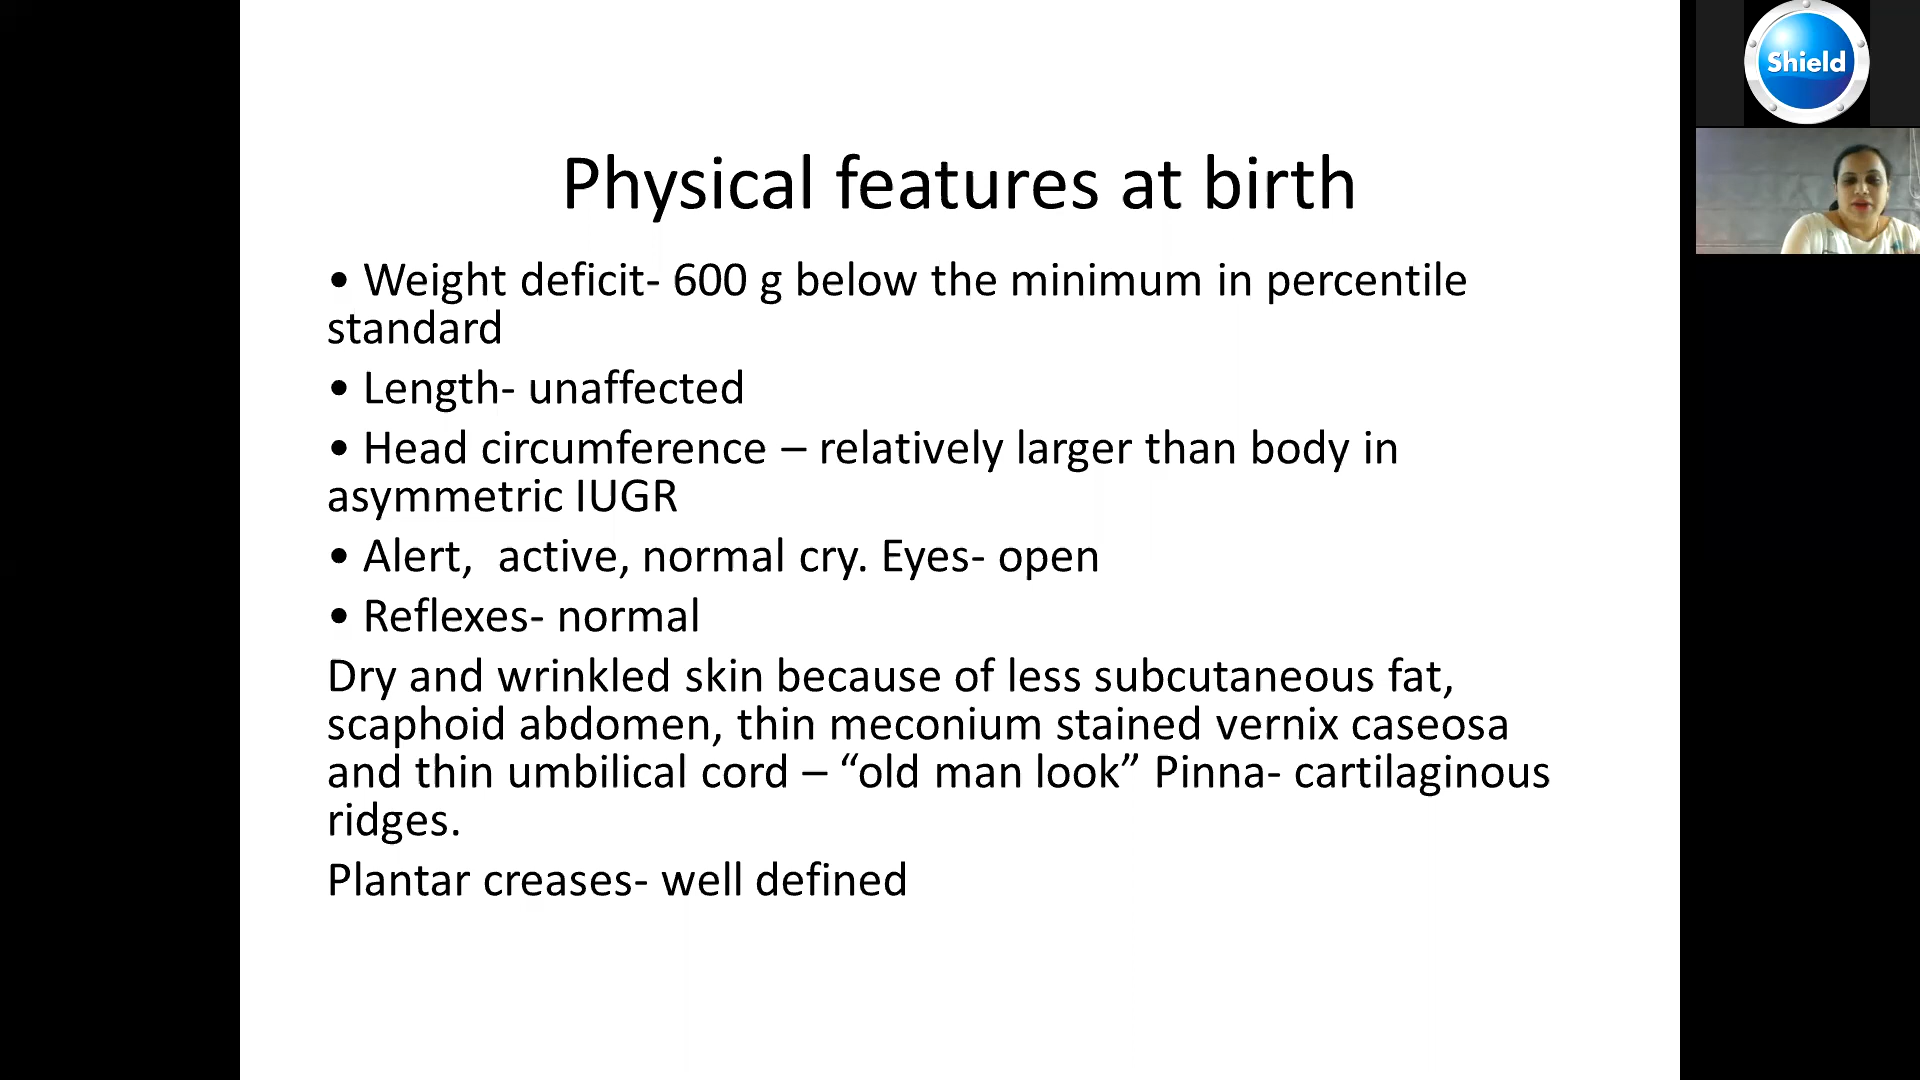 Shield
Physical features at birth
• Weight deficit- 600 g below the minimum in percentile
standard
• Length- unaffected
• Head circumference – relatively larger than body in
asymmetric IUGR
• Alert,  active, normal cry. Eyes- open
• Reflexes- normal
Dry and wrinkled skin because of less subcutaneous fat,
scaphoid abdomen, thin meconium stained vernix caseosa
and thin umbilical cord – “old man look” Pinna- cartilaginous
ridges.
Plantar creases- well defined